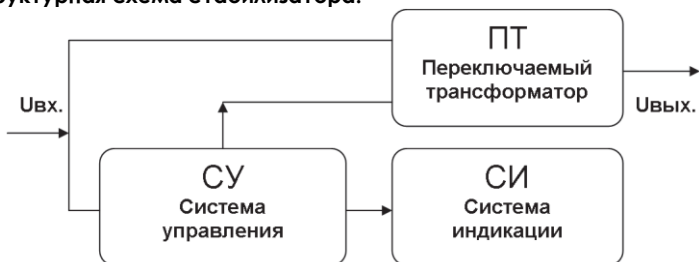 структурная схема стабилизатора.
ПТ
Переключаемый
трансформатор
Uвх.
Uвых.
СУ
Система
управления
СИ
Система
индикации